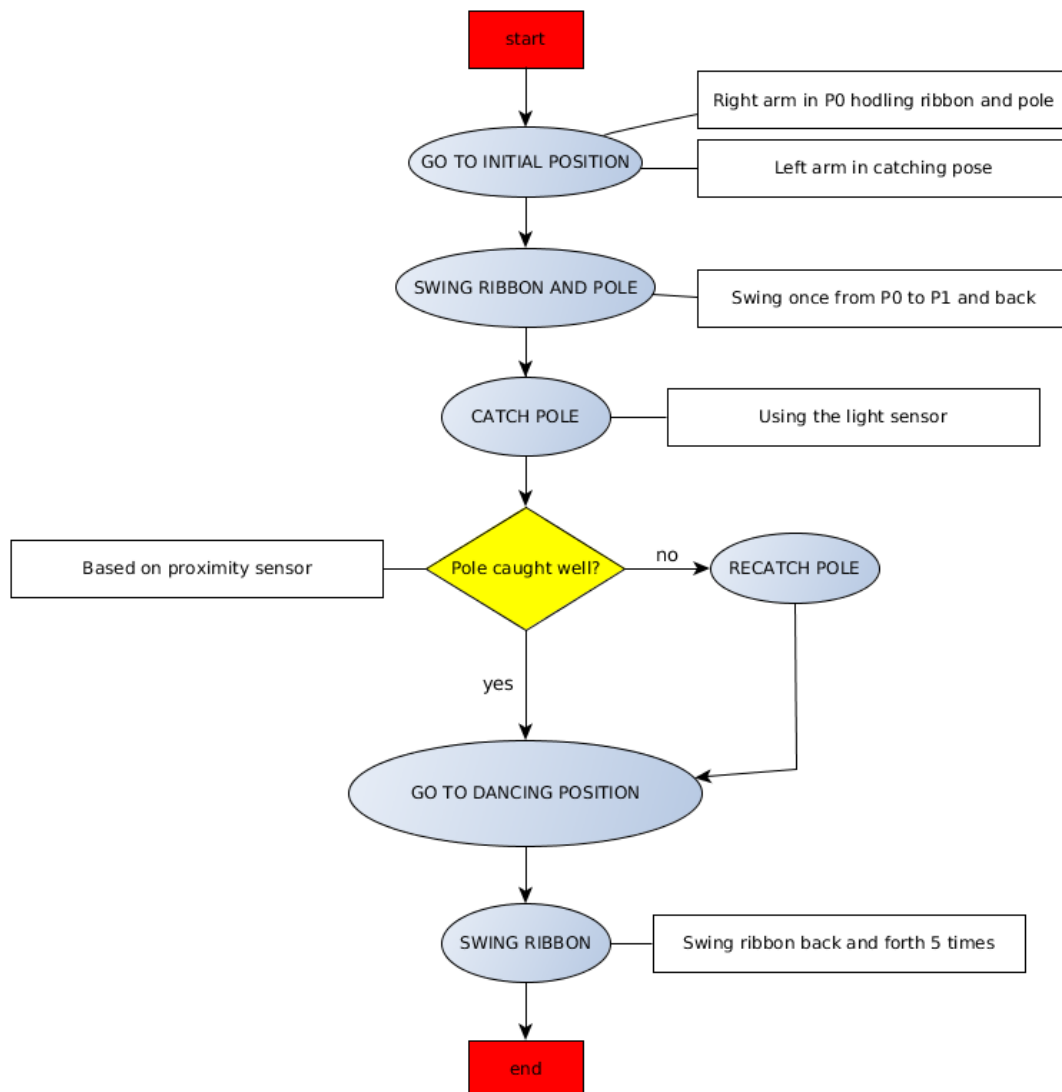 start
Right arm in P0 hodling ribbon and pole
GO TO INITIAL POSITION
Left arm in catching pose
SWING RIBBON AND POLE
Swing once from P0 to P1 and back
CATCH POLE
Using the light sensor
Based on proximity sensor
Pole caught well?
no
RECATCH POLE
yes
GO TO DANCING POSITION
SWING RIBBON
Swing ribbon back and forth 5 times
end